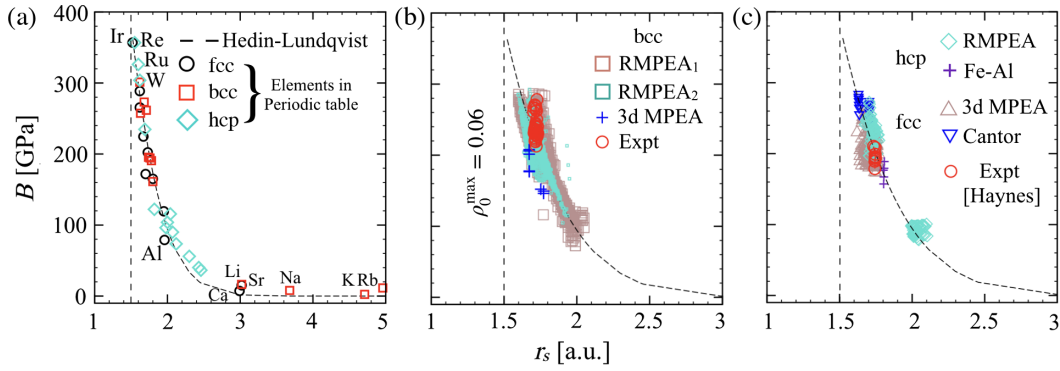 (a)
Ir
Re
Hedin-Lundqvist
Ru
W
fcc
bcc
hcp
Elements in
Periodic table
Al
Li
Sr
Ca
Na
K
Rb
400
300
200
100
0
B [GPa]
1
2
3
4
5
(b)
bcc
RMPEA₁
RMPEA₂
3d MPEA
Expt
ρ₀ᵐᵃˣ = 0.06
1
1.5
2
2.5
3
r_s [a.u.]
(c)
hcp
RMPEA
Fe-Al
fcc
3d MPEA
Cantor
Expt
[Haynes]
1
1.5
2
2.5
3